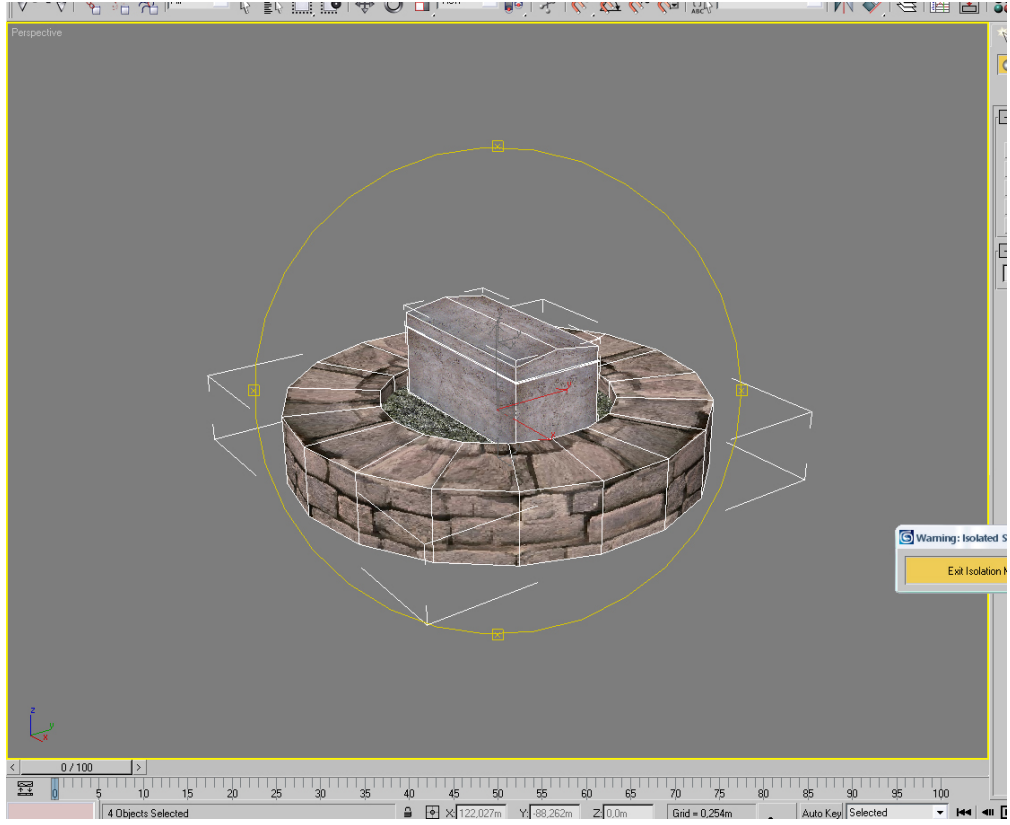 ABC
Perspective
z
y
x
y
x
Warning: Isolated S
Exit Isolation M
0 / 100
0 5 10 15 20 25 30 35 40 45 50 55 60 65 70 75 80 85 90 95 100
4 Objects Selected X: 122,027m Y: -88,262m Z: 0,0m Grid = 0,254m Auto Key Selected